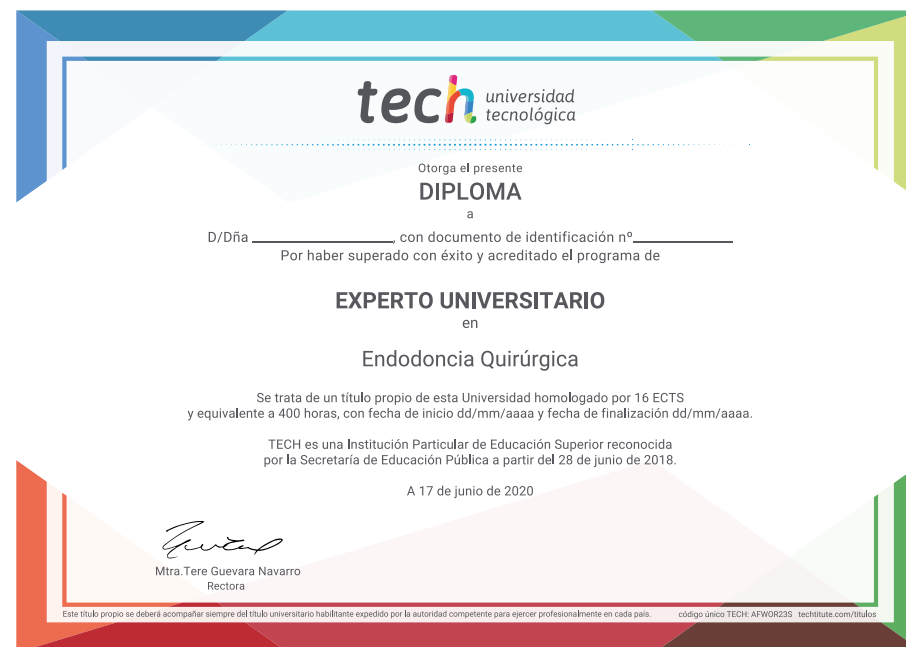 tech universidad
tecnológica
Otorga el presente
DIPLOMA
a
D/Dña ____________________, con documento de identificación nº______________
Por haber superado con éxito y acreditado el programa de
EXPERTO UNIVERSITARIO
en
Endodoncia Quirúrgica
Se trata de un título propio de esta Universidad homologado por 16 ECTS
y equivalente a 400 horas, con fecha de inicio dd/mm/aaaa y fecha de finalización dd/mm/aaaa.
TECH es una Institución Particular de Educación Superior reconocida
por la Secretaría de Educación Pública a partir del 28 de junio de 2018.
A 17 de junio de 2020
Mtra.Tere Guevara Navarro
Rectora
Este título propio se deberá acompañar siempre del título universitario habilitante expedido por la autoridad competente para ejercer profesionalmente en cada país. código único TECH: AFWOR23S techtitute.com/titulos